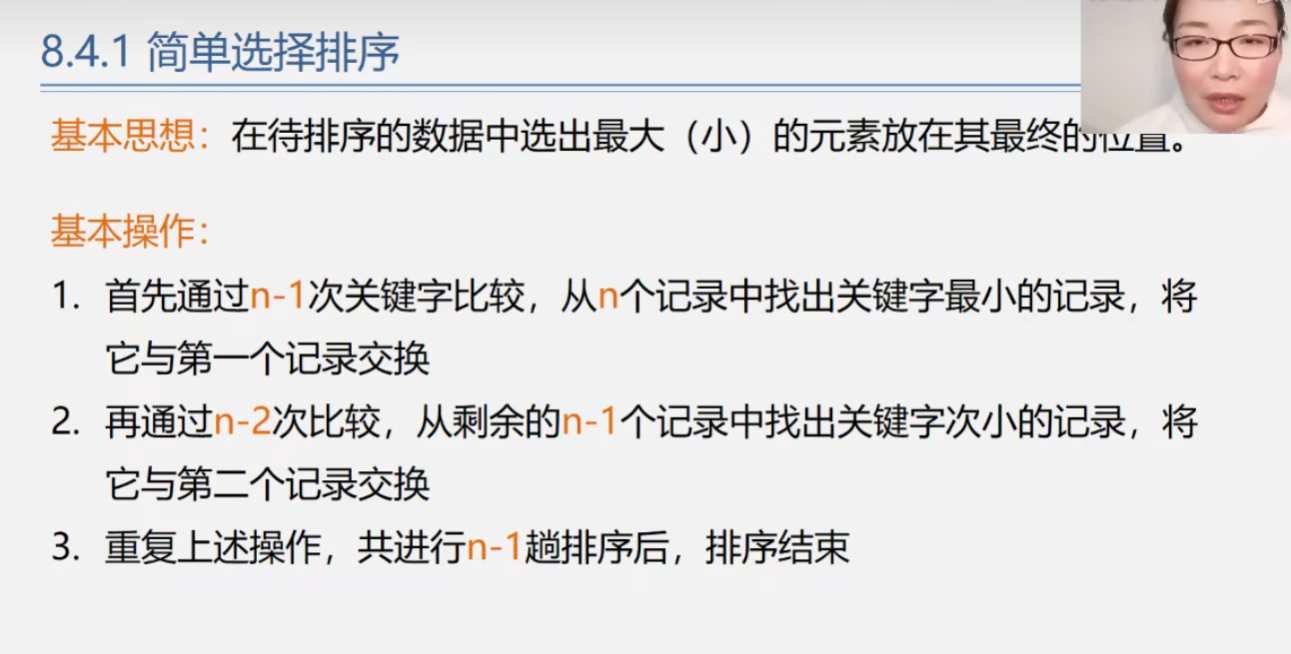 8.4.1 简单选择排序
基本思想：在待排序的数据中选出最大（小）的元素放在其最终的位置。
基本操作：
1. 首先通过n-1次关键字比较，从n个记录中找出关键字最小的记录，将
它与第一个记录交换
2. 再通过n-2次比较，从剩余的n-1个记录中找出关键字次小的记录，将
它与第二个记录交换
3. 重复上述操作，共进行n-1趟排序后，排序结束